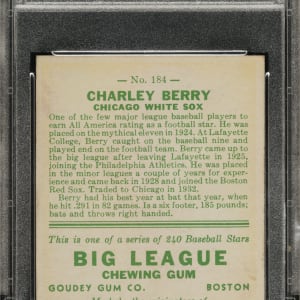 — No. 184 —
CHARLEY BERRY
CHICAGO WHITE SOX
One of the few major league baseball players to
earn All America rating as a football star. He was
placed on the mythical eleven in 1924. At Lafayette
College, Berry caught on the baseball nine and
played end on the football team. Berry came up to
the big league after leaving Lafayette in 1925,
joining the Philadelphia Athletics. He was placed
in the minor leagues a couple of years for experi-
ence and came back in 1928 and joined the Boston
Red Sox. Traded to Chicago in 1932.
Berry had his best year at bat that year, when
he hit .291 in 82 games. Is a six footer, 185 pounds;
bats and throws right handed.
This is one of a series of 240 Baseball Stars
BIG LEAGUE
CHEWING GUM
GOUDEY GUM CO. BOSTON